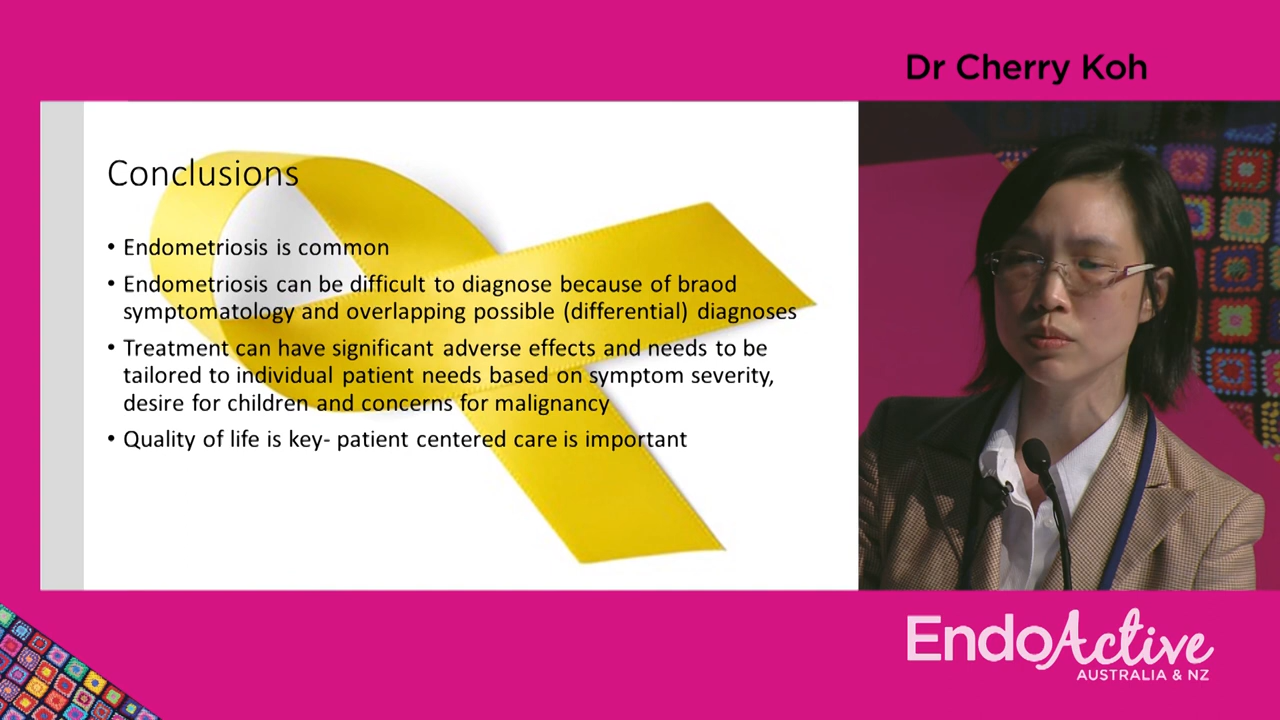 Dr Cherry Koh
Conclusions
• Endometriosis is common
• Endometriosis can be difficult to diagnose because of braod
symptomatology and overlapping possible (differential) diagnoses
• Treatment can have significant adverse effects and needs to be
tailored to individual patient needs based on symptom severity,
desire for children and concerns for malignancy
• Quality of life is key- patient centered care is important
EndoActive
AUSTRALIA & NZ